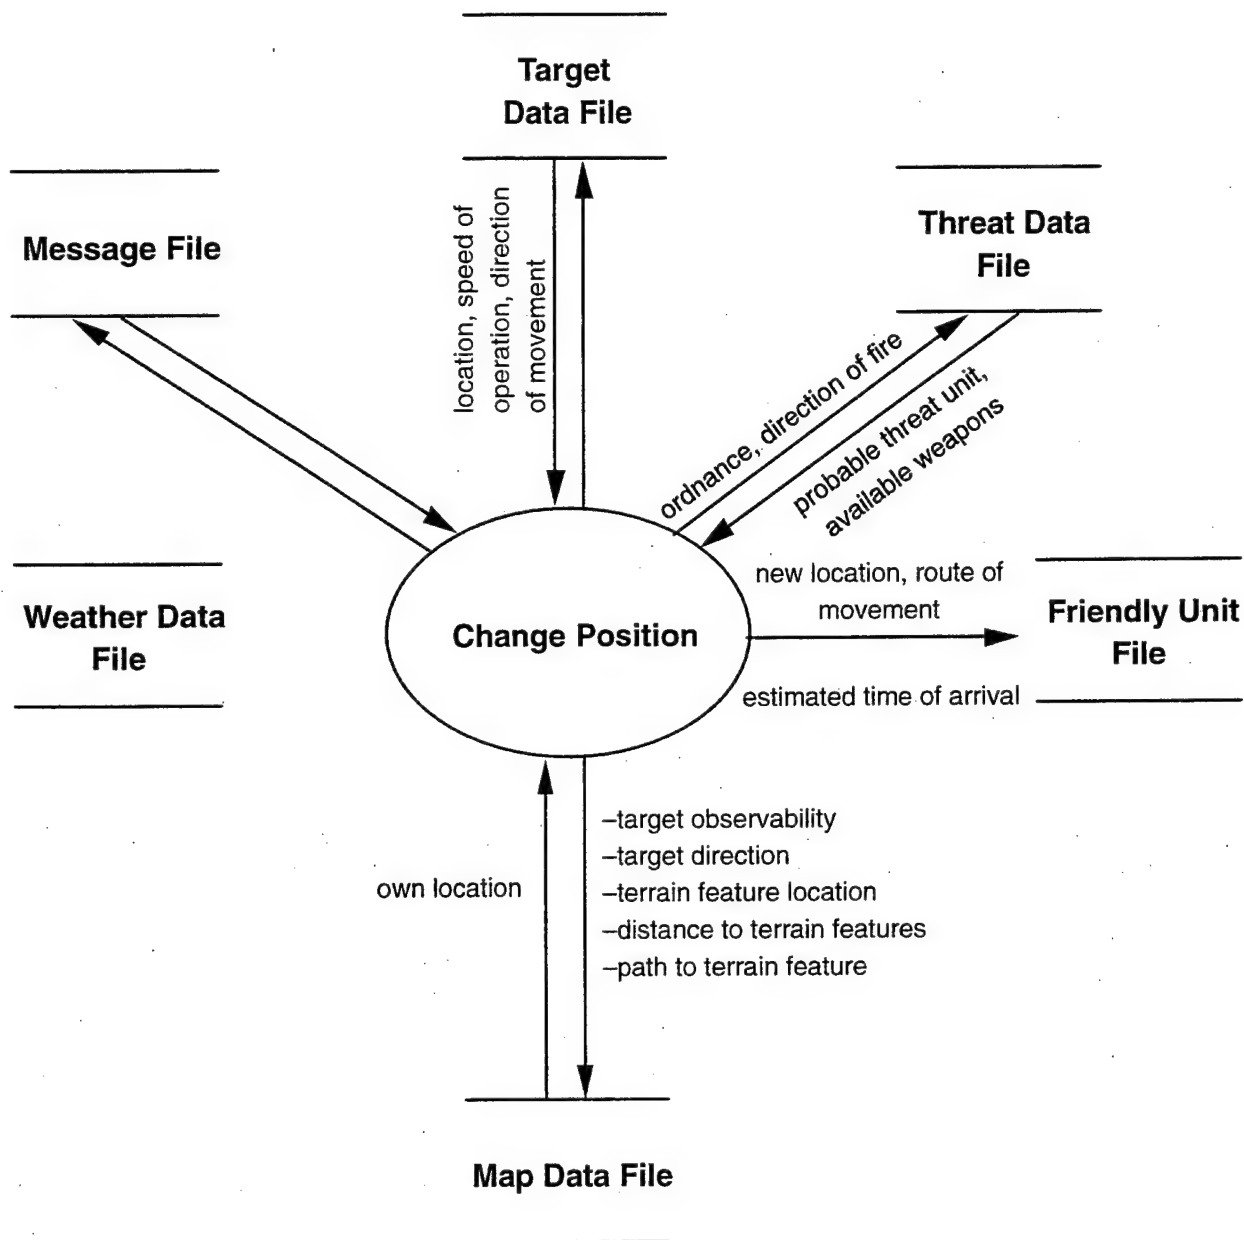 Target
Data File
Message File
Threat Data
File
location, speed of
operation, direction
of movement
ordnance, direction of fire
probable threat unit,
available weapons
Weather Data
File
Change Position
new location, route of
movement
estimated time of arrival
Friendly Unit
File
own location
–target observability
–target direction
–terrain feature location
–distance to terrain features
–path to terrain feature
Map Data File